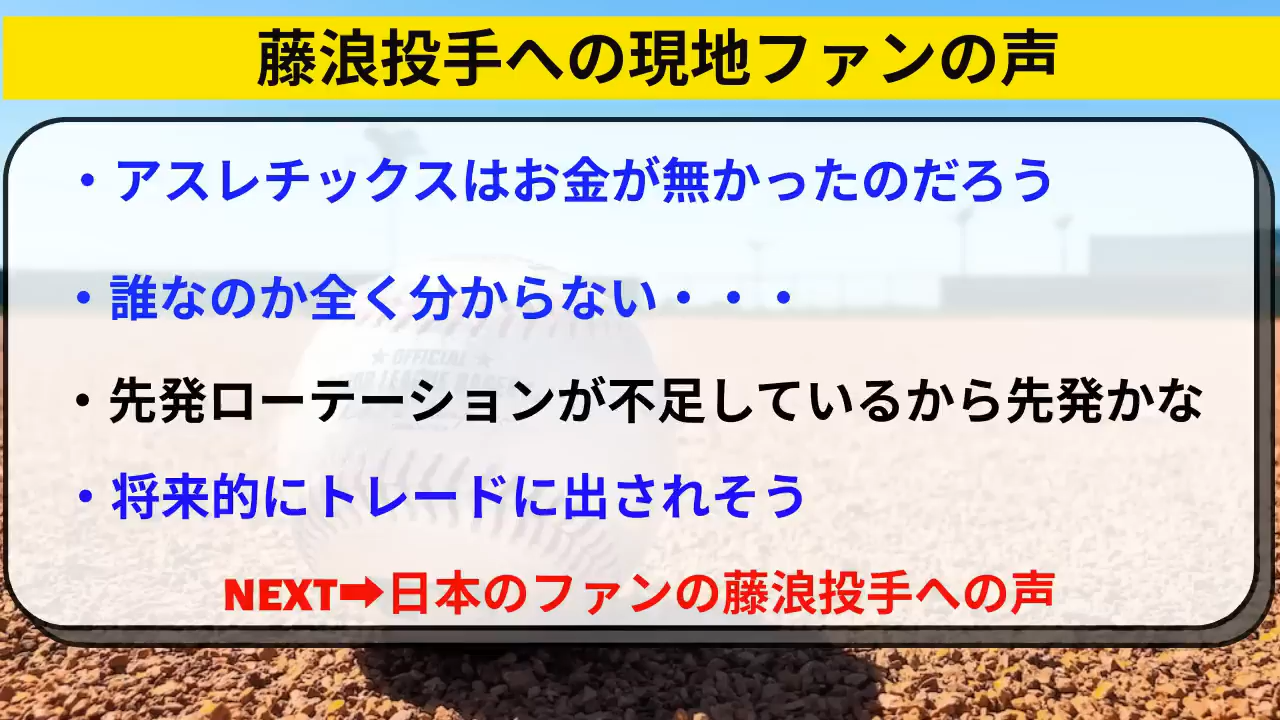 藤浪投手への現地ファンの声
・アスレチックスはお金が無かったのだろう
・誰なのか全く分からない・・・
OFFICIAL
・先発ローテーションが不足しているから先発かな
・将来的にトレードに出されそう
NEXT➡日本のファンの藤浪投手への声